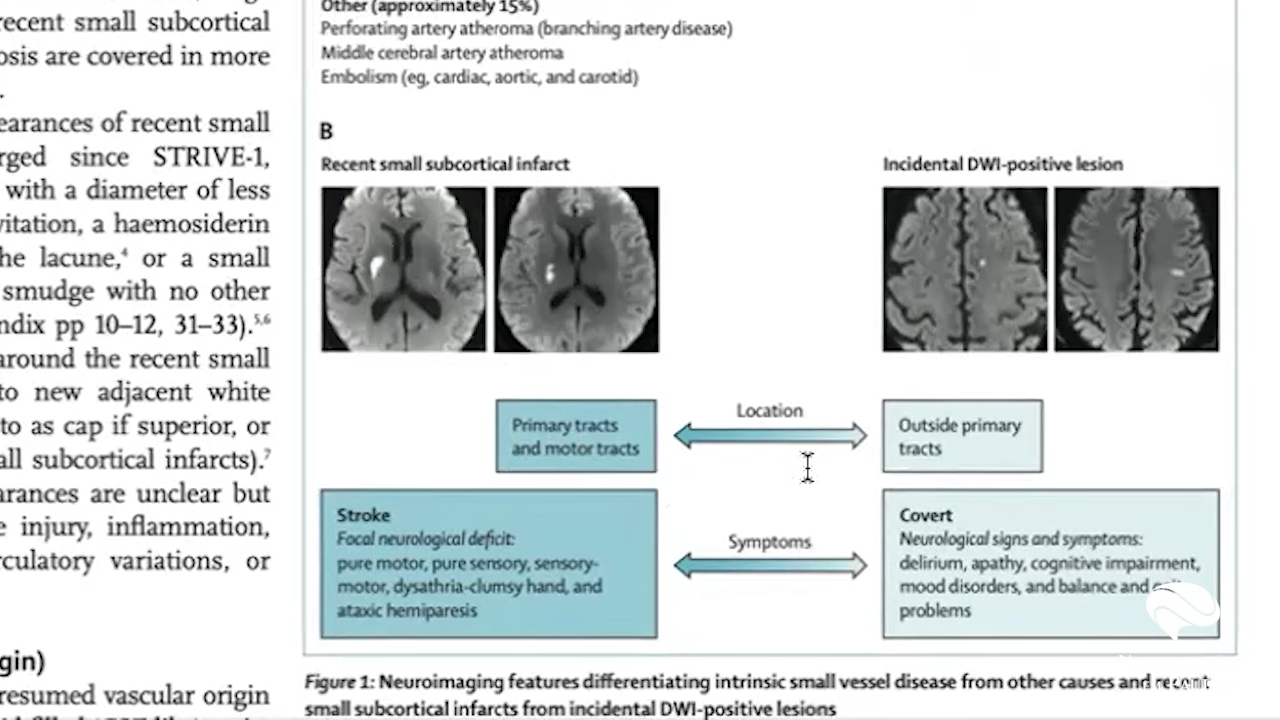 recent small subcortical
osis are covered in more
.
earances of recent small
rged since STRIVE-1,
with a diameter of less
vitation, a haemosiderin
he lacune,⁴ or a small
smudge with no other
ndix pp 10–12, 31–33).⁵,⁶
around the recent small
to new adjacent white
to as cap if superior, or
all subcortical infarcts).⁷
earances are unclear but
e injury, inflammation,
rculatory variations, or
gin)
resumed vascular origin
Other (approximately 15%)
Perforating artery atheroma (branching artery disease)
Middle cerebral artery atheroma
Embolism (eg, cardiac, aortic, and carotid)
B
Recent small subcortical infarct
Incidental DWI-positive lesion
Location
Primary tracts
and motor tracts
Outside primary
tracts
Stroke
Focal neurological deficit:
pure motor, pure sensory, sensory-
motor, dysathria-clumsy hand, and
ataxic hemiparesis
Symptoms
Covert
Neurological signs and symptoms:
delirium, apathy, cognitive impairment,
mood disorders, and balance and
problems
Figure 1: Neuroimaging features differentiating intrinsic small vessel disease from other causes and recent
small subcortical infarcts from incidental DWI-positive lesions